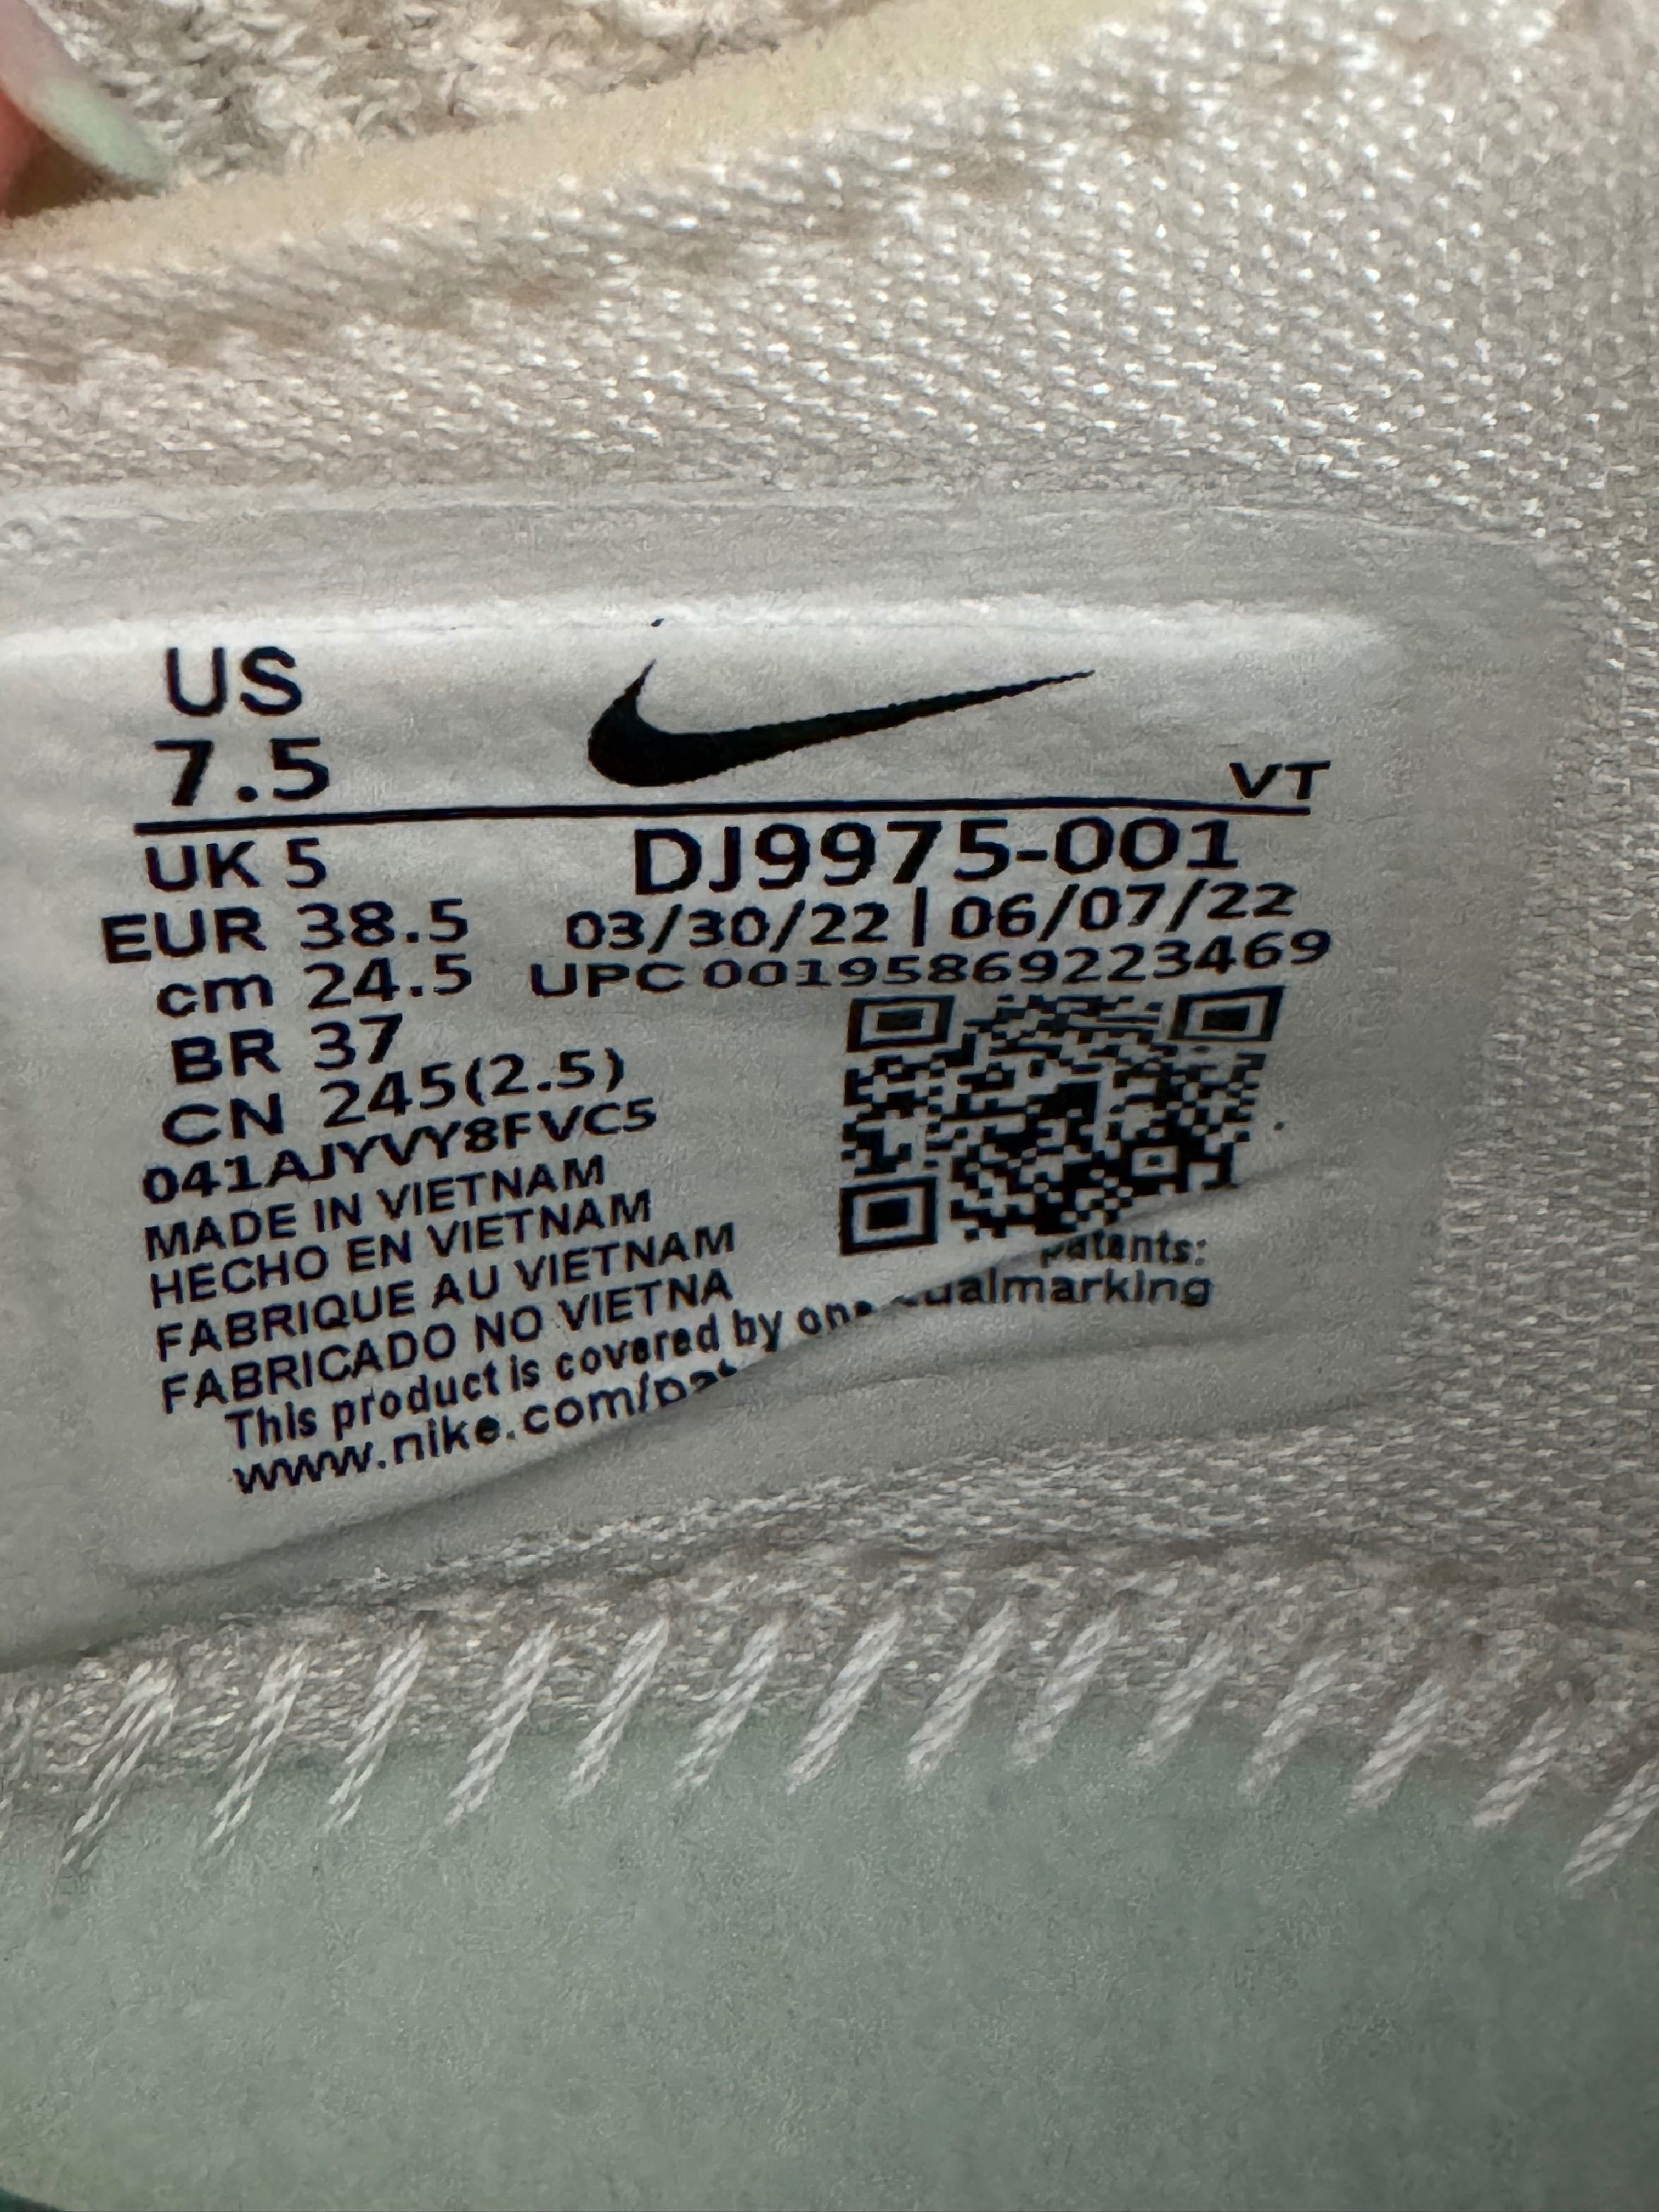 US
7.5
VT
UK 5
DJ9975-001
EUR 38.5
03/30/22 | 06/07/22
cm 24.5
UPC 00195869223469
BR 37
CN 245(2.5)
041AJYVY8FVC5
MADE IN VIETNAM
HECHO EN VIETNAM
FABRIQUE AU VIETNAM
FABRICADO NO VIETNA
This product is covered by patents:
www.nike.com/